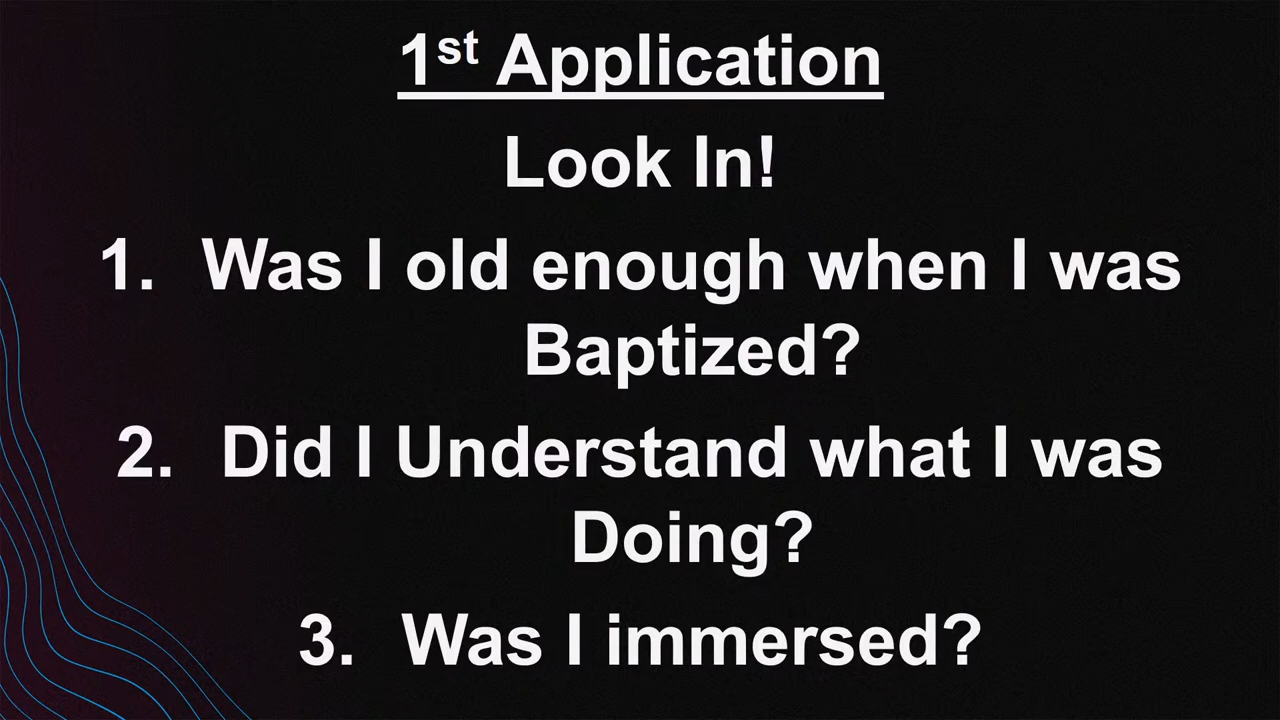 1st Application
Look In!
1. Was I old enough when I was
Baptized?
2. Did I Understand what I was
Doing?
3. Was I immersed?